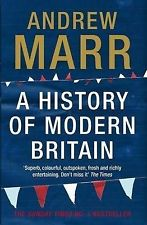 ANDREW
MARR
A HISTORY OF MODERN
BRITAIN
'Superb, colourful, outspoken, fresh and richly
entertaining. Don't miss it' The Times
THE SUNDAY TIMES NO. 1 BESTSELLER